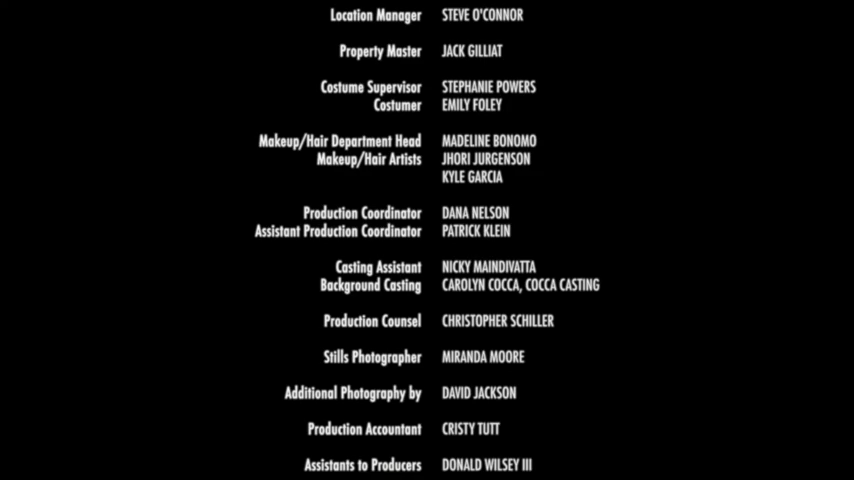 Location Manager STEVE O'CONNOR
Property Master JACK GILLIAT
Costume Supervisor STEPHANIE POWERS
Costumer EMILY FOLEY
Makeup/Hair Department Head MADELINE BONOMO
Makeup/Hair Artists JHORI JURGENSON
KYLE GARCIA
Production Coordinator DANA NELSON
Assistant Production Coordinator PATRICK KLEIN
Casting Assistant NICKY MAINDIVATTA
Background Casting CAROLYN COCCA, COCCA CASTING
Production Counsel CHRISTOPHER SCHILLER
Stills Photographer MIRANDA MOORE
Additional Photography by DAVID JACKSON
Production Accountant CRISTY TUTT
Assistants to Producers DONALD WILSEY III